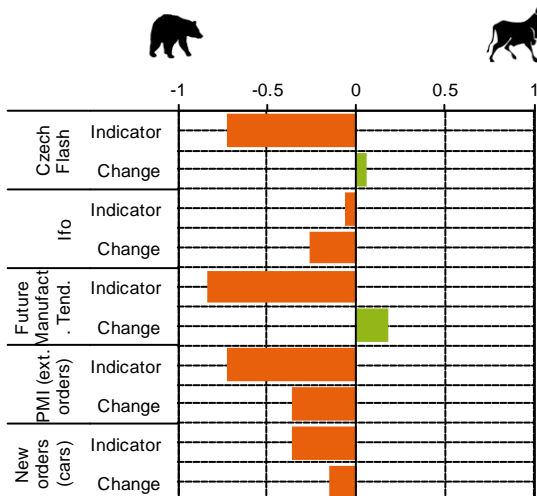 -1 -0.5 0 0.5 1
Czech
Flash
Indicator
Change
Ifo
Indicator
Change
Future
Manufact
. Tend.
Indicator
Change
PMI (ext.
orders)
Indicator
Change
New
orders
(cars)
Indicator
Change